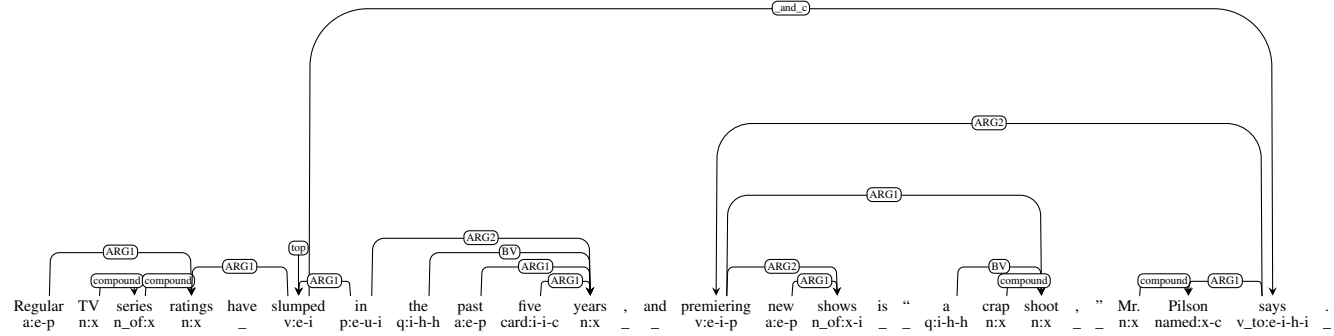 _and_c
ARG2
ARG1
ARG2
top
BV
ARG1 ARG1 ARG1 ARG2 BV
compound compound ARG1 ARG1 ARG1 compound compound ARG1
Regular TV series ratings have slumped in the past five years , and premiering new shows is “ a crap shoot , ” Mr. Pilson says .
a:e-p n:x n_of:x n:x _ v:e-i p:e-u-i q:i-h-h a:e-p card:i-i-c n:x _ _ v:e-i-p a:e-p n_of:x-i _ _ q:i-h-h n:x n:x _ _ n:x named:x-c v_to:e-i-h-i _